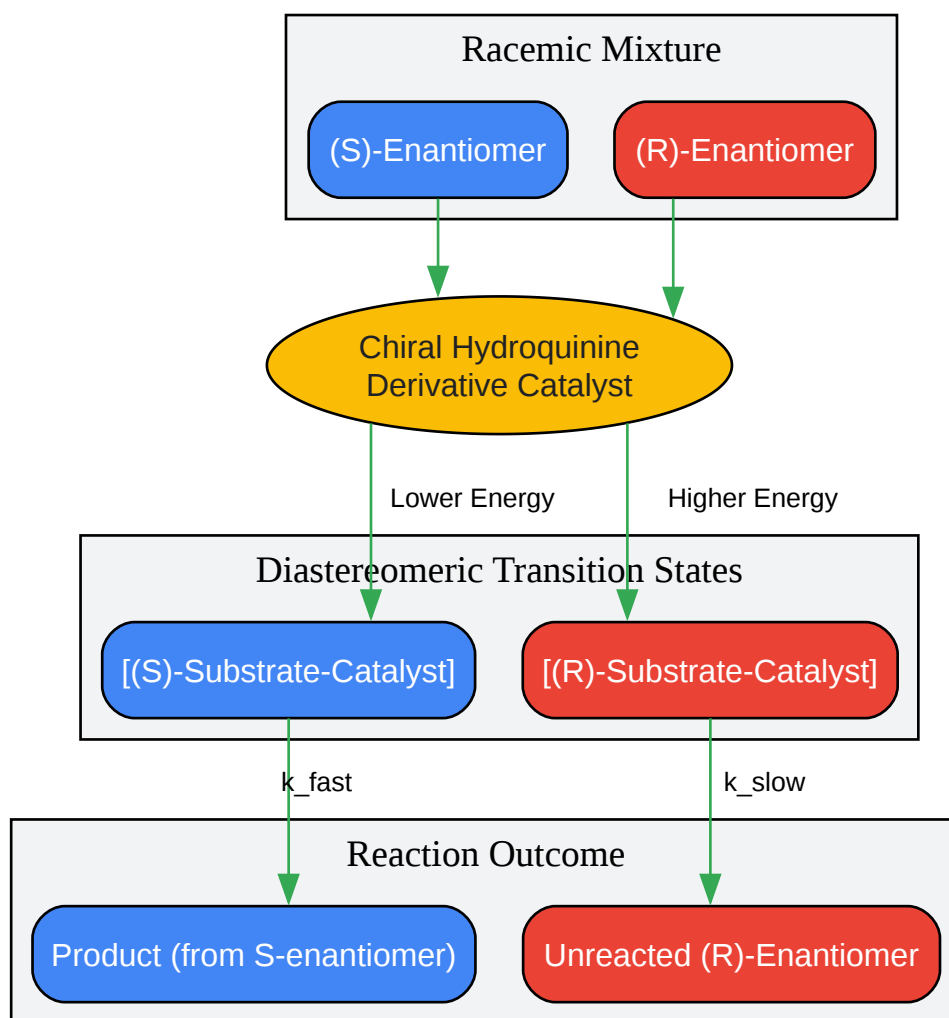 Racemic Mixture
(S)-Enantiomer
(R)-Enantiomer
Chiral Hydroquinine
Derivative Catalyst
Lower Energy
Higher Energy
Diastereomeric Transition States
[(S)-Substrate-Catalyst]
[(R)-Substrate-Catalyst]
k_fast
k_slow
Reaction Outcome
Product (from S-enantiomer)
Unreacted (R)-Enantiomer